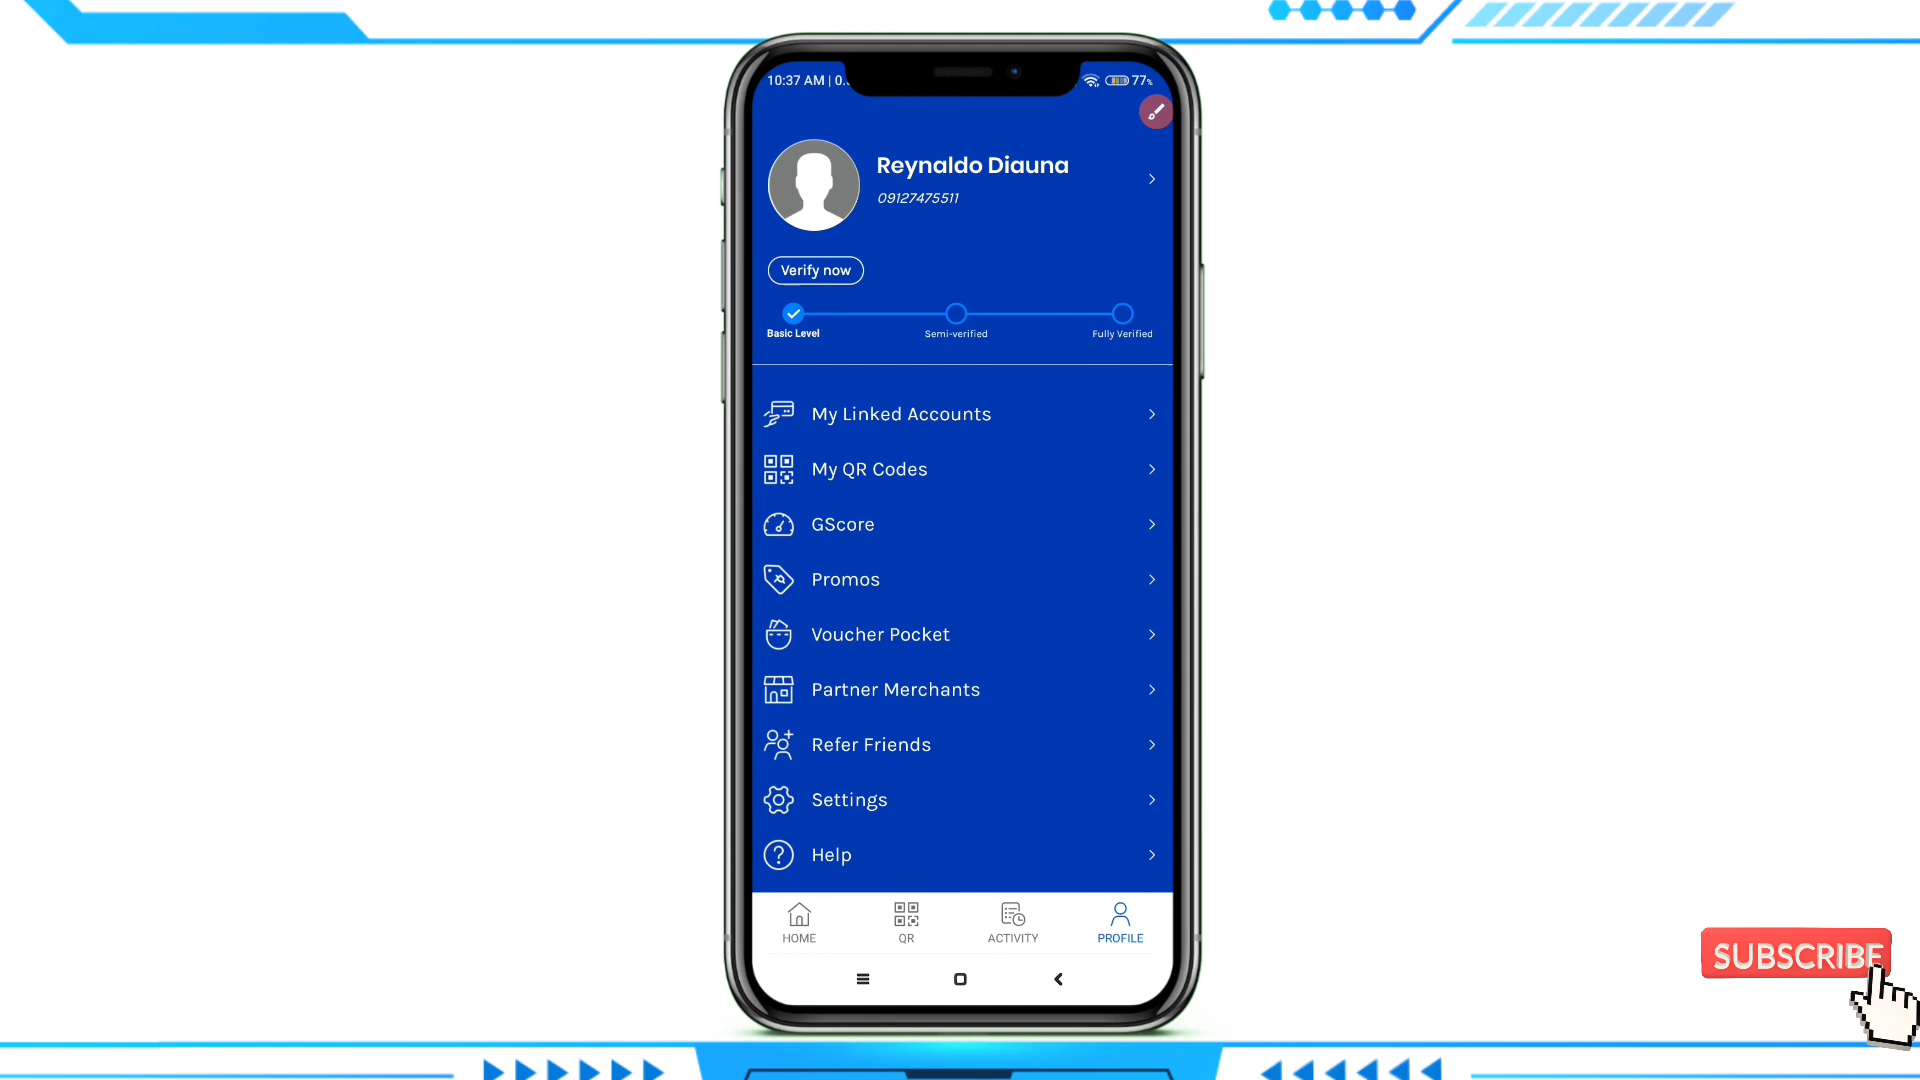 10:37 AM | 0.
77%
Reynaldo Diauna
09127475511
Verify now
Basic Level
Semi-verified
Fully Verified
My Linked Accounts
My QR Codes
GScore
Promos
Voucher Pocket
Partner Merchants
Refer Friends
Settings
Help
HOME
QR
ACTIVITY
PROFILE
SUBSCRIBE